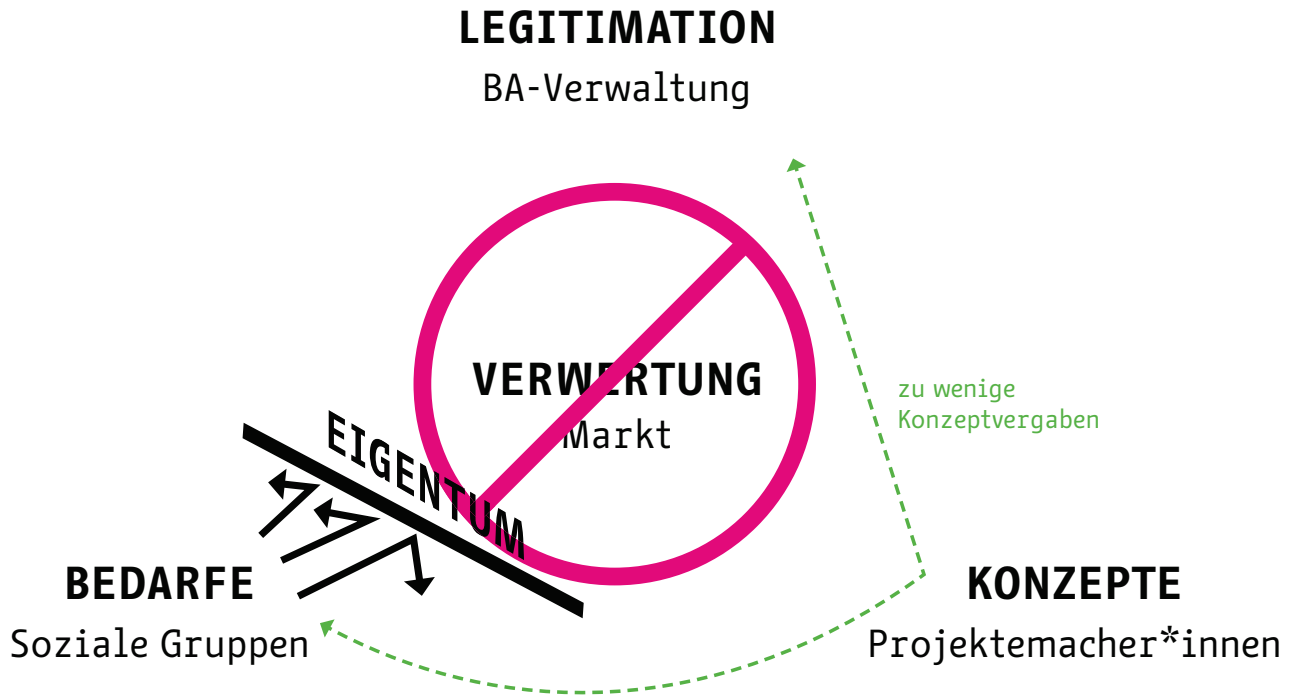 LEGITIMATION
BA-Verwaltung
VERWERTUNG
Markt
zu wenige
Konzeptvergaben
EIGENTUM
BEDARFE
Soziale Gruppen
KONZEPTE
Projektemacher*innen